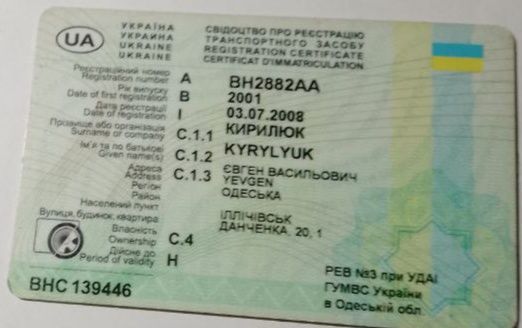 UA
УКРАЇНА
УКРАИНА
UKRAINE
UKRAINE
СВІДОЦТВО ПРО РЕЄСТРАЦІЮ
ТРАНСПОРТНОГО ЗАСОБУ
REGISTRATION CERTIFICATE
CERTIFICAT D'IMMATRICULATION
Реєстраційний номер
Registration number A BH2882AA
Рік випуску
Date of first registration B 2001
Дата реєстрації
Date of registration I 03.07.2008
Прізвище або організація
Surname or company C.1.1 КИРИЛЮК
Ім'я та по батькові
Given name(s) C.1.2 KYRYLYUK
Адреса
Address C.1.3 ЄВГЕН ВАСИЛЬОВИЧ
YEVGEN
Регіон ОДЕСЬКА
Район
Населений пункт
Вулиця, будинок, квартира ІЛЛІЧІВСЬК
ДАНЧЕНКА, 20, 1
Власність
Ownership C.4
Дійсне до
Period of validity H
РЕВ №3 при УДАІ
ГУМВС України
в Одеській обл.
ВНС 139446